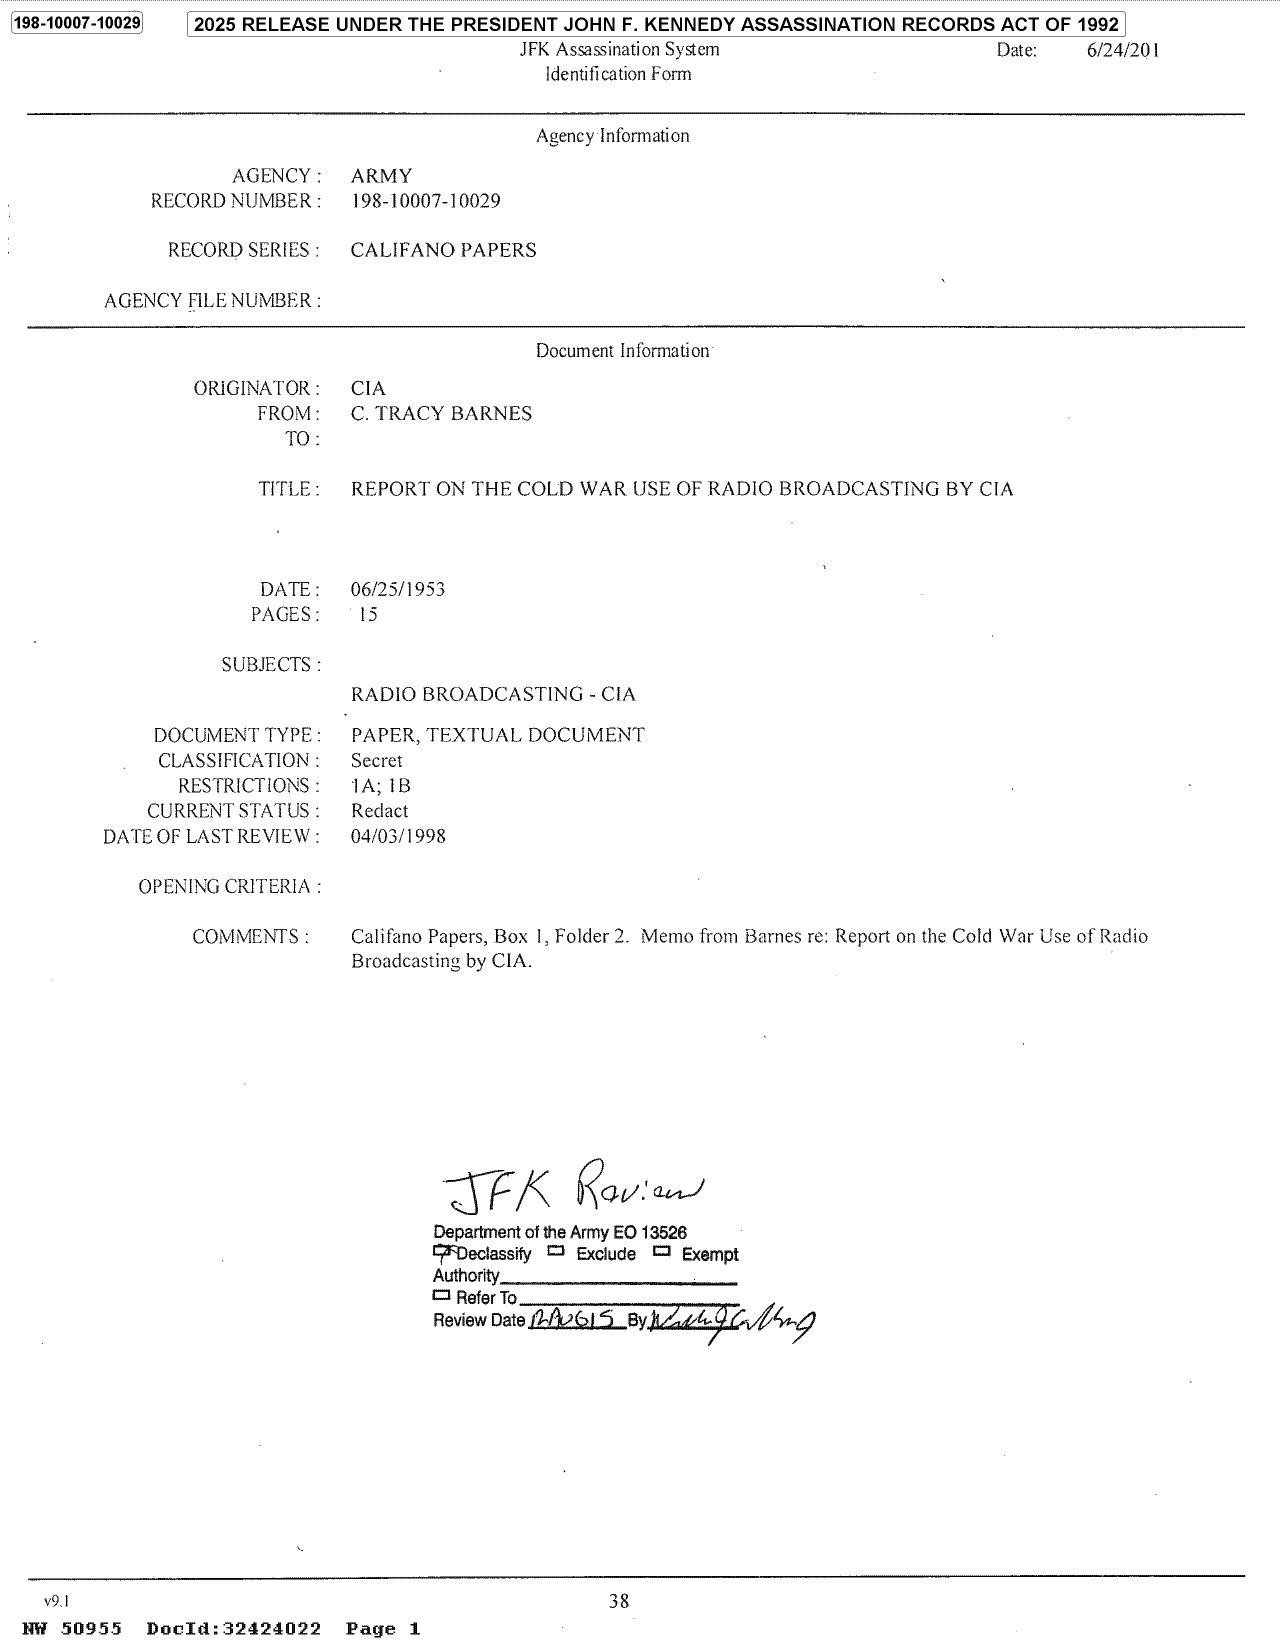 198-10007-10029 2025 RELEASE UNDER THE PRESIDENT JOHN F. KENNEDY ASSASSINATION RECORDS ACT OF 1992
JFK Assassination System Date: 6/24/201
Identification Form
Agency Information
AGENCY : ARMY
RECORD NUMBER : 198-10007-10029
RECORD SERIES : CALIFANO PAPERS
AGENCY FILE NUMBER :
Document Information
ORIGINATOR : CIA
FROM : C. TRACY BARNES
TO :
TITLE : REPORT ON THE COLD WAR USE OF RADIO BROADCASTING BY CIA
DATE : 06/25/1953
PAGES : 15
SUBJECTS :
RADIO BROADCASTING - CIA
DOCUMENT TYPE : PAPER, TEXTUAL DOCUMENT
CLASSIFICATION : Secret
RESTRICTIONS : 1A; 1B
CURRENT STATUS : Redact
DATE OF LAST REVIEW : 04/03/1998
OPENING CRITERIA :
COMMENTS : Califano Papers, Box 1, Folder 2. Memo from Barnes re: Report on the Cold War Use of Radio
Broadcasting by CIA.
JFK Review
Department of the Army EO 13526
Declassify Exclude Exempt
Authority
Refer To
Review Date By
v9.1 38
NW 50955 DocId:32424022 Page 1